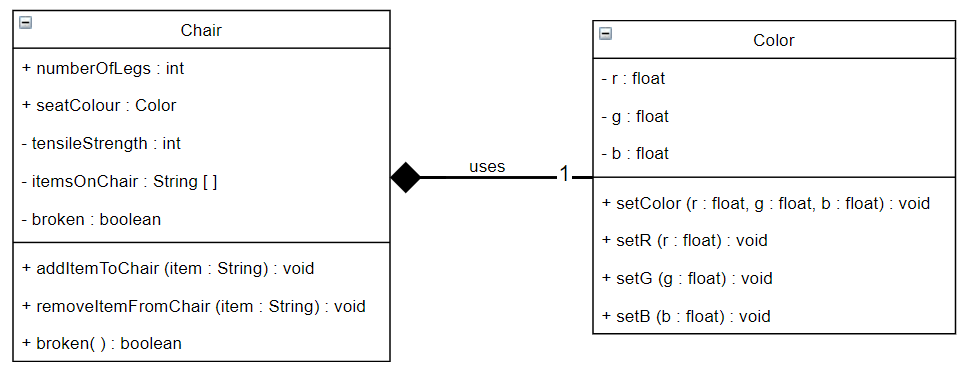 Chair
+ numberOfLegs : int
+ seatColour : Color
- tensileStrength : int
- itemsOnChair : String [ ]
- broken : boolean
+ addItemToChair (item : String) : void
+ removeItemFromChair (item : String) : void
+ broken( ) : boolean
uses
1
Color
- r : float
- g : float
- b : float
+ setColor (r : float, g : float, b : float) : void
+ setR (r : float) : void
+ setG (g : float) : void
+ setB (b : float) : void